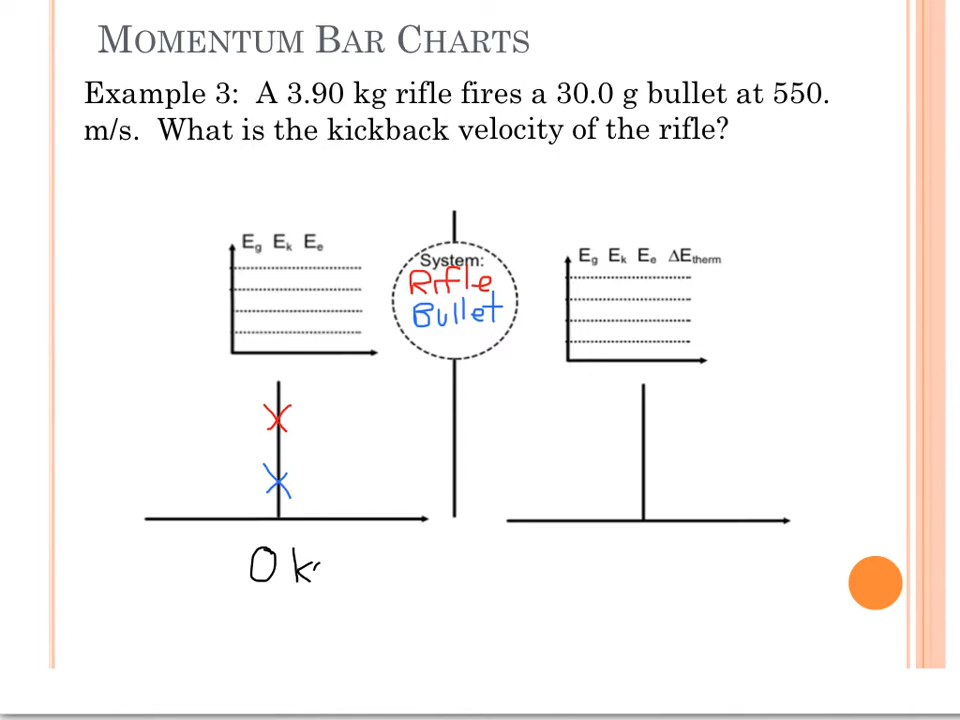 MOMENTUM BAR CHARTS
Example 3: A 3.90 kg rifle fires a 30.0 g bullet at 550.
m/s. What is the kickback velocity of the rifle?
Eg Ek Ee
System:
Rifle
Bullet
Eg Ek Ee ΔEtherm
0 k